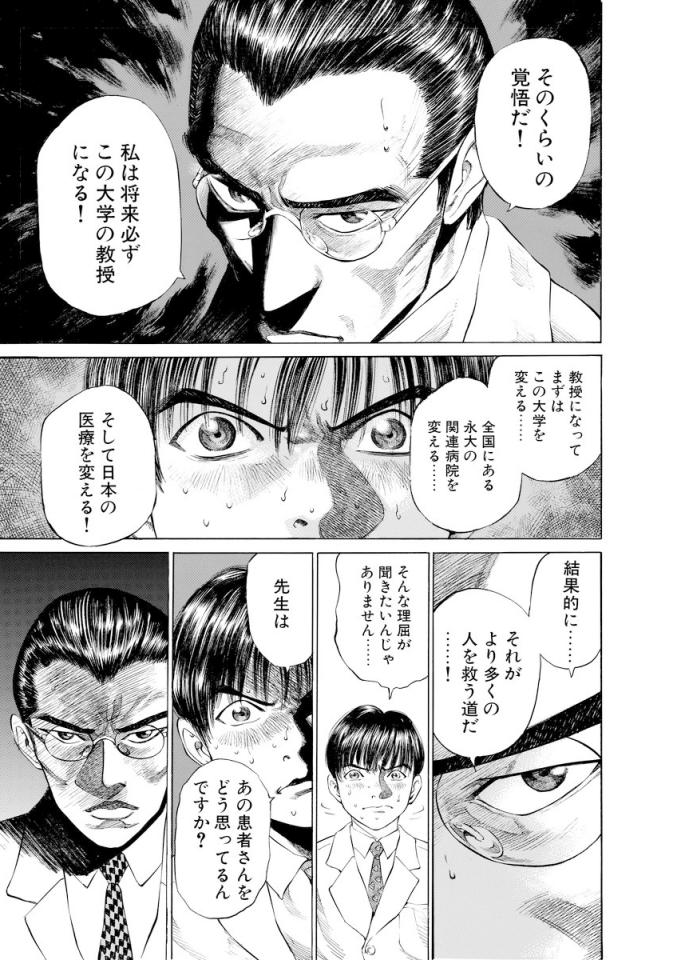 そのくらいの
覚悟だ！
私は将来必ず
この大学の教授
になる！
教授になって
まずは
この大学を
変える……
全国にある
永大の
関連病院を
変える……
そして日本の
医療を変える！
結果的に……
それが
より多くの
人を救う道だ
……！
そんな理屈が
聞きたいんじゃ
ありません……
先生は
あの患者さんを
どう思ってるん
ですか？